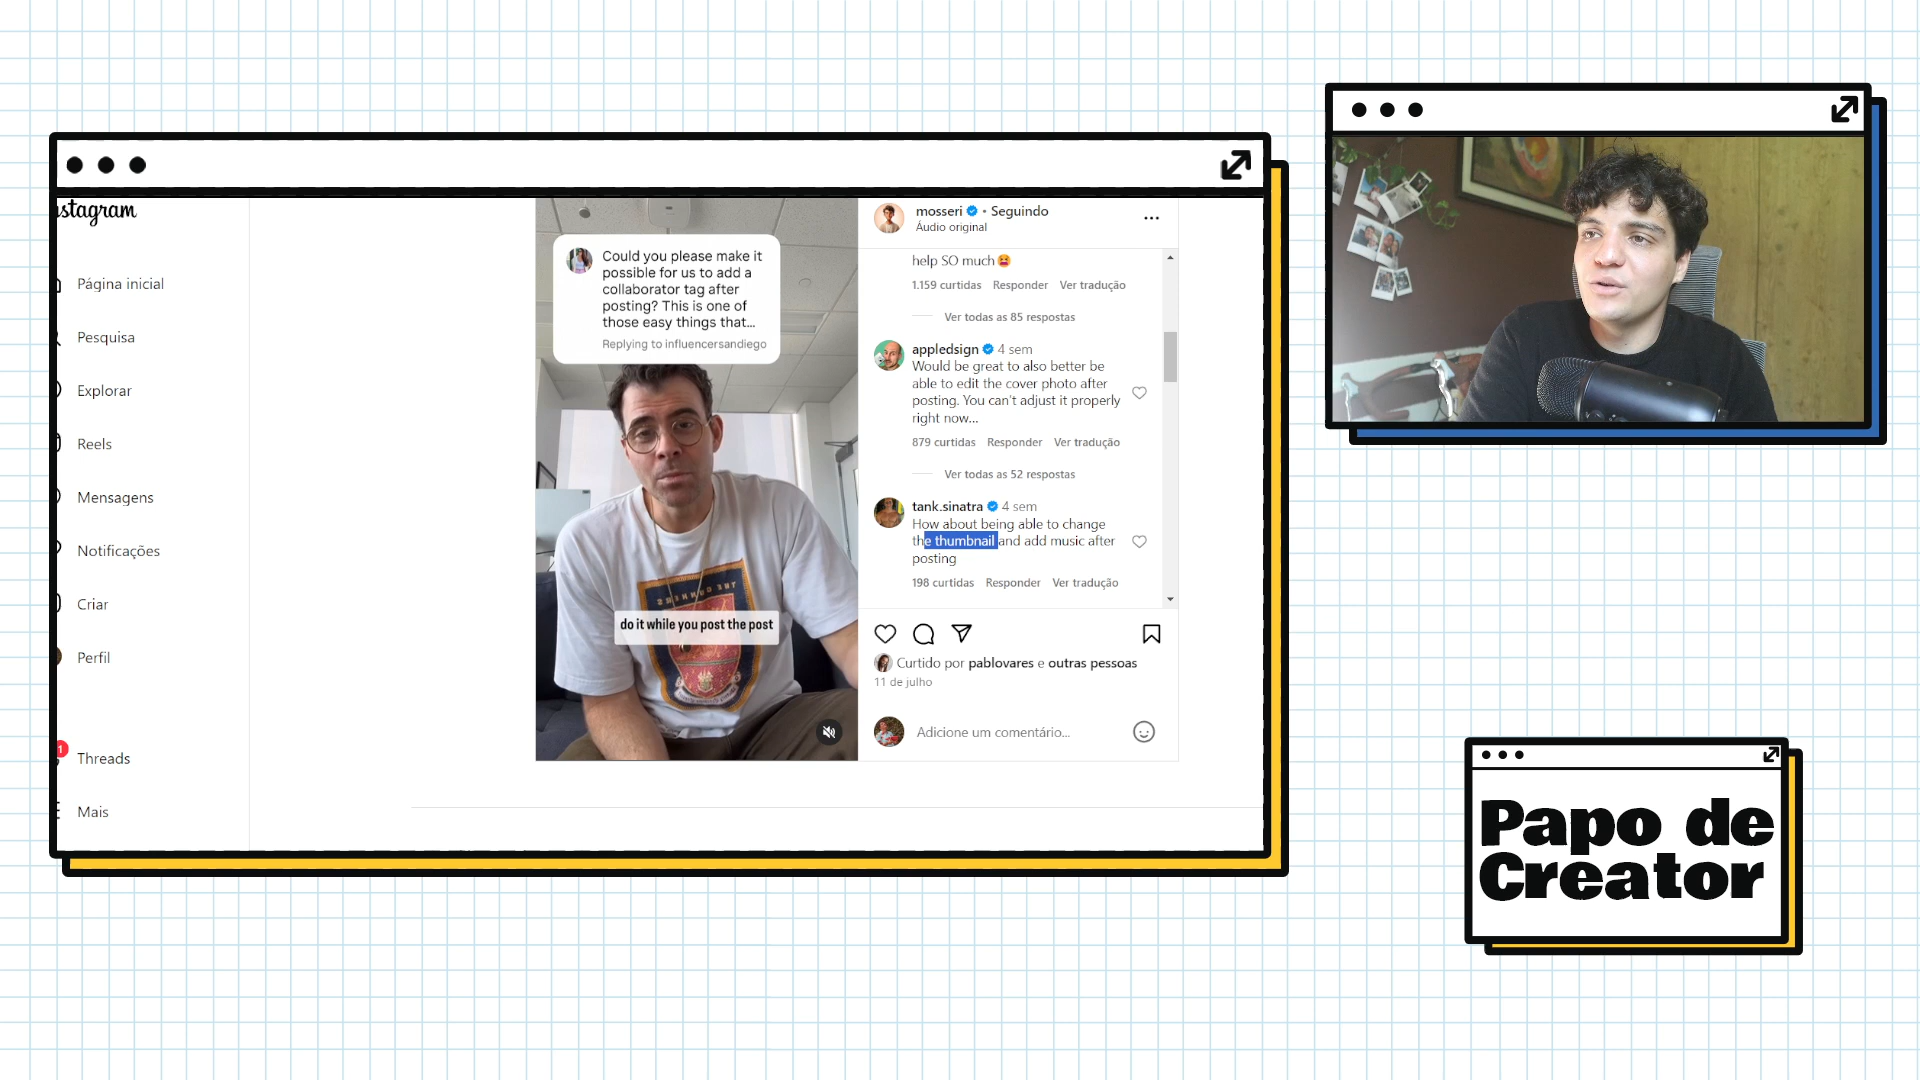 nstagram
Página inicial
Pesquisa
Explorar
Reels
Mensagens
Notificações
Criar
Perfil
1
Threads
Mais
Could you please make it
possible for us to add a
collaborator tag after
posting? This is one of
those easy things that...
Replying to influencersandiego
THE GUNNERS
do it while you post the post
mosseri • Seguindo
Áudio original
help SO much😝
1.159 curtidas Responder Ver tradução
Ver todas as 85 respostas
appledsign 4 sem
Would be great to also better be
able to edit the cover photo after
posting. You can't adjust it properly
right now...
879 curtidas Responder Ver tradução
Ver todas as 52 respostas
tank.sinatra 4 sem
How about being able to change
the thumbnail and add music after
posting
198 curtidas Responder Ver tradução
Curtido por pablovares e outras pessoas
11 de julho
Adicione um comentário...
Papo de
Creator